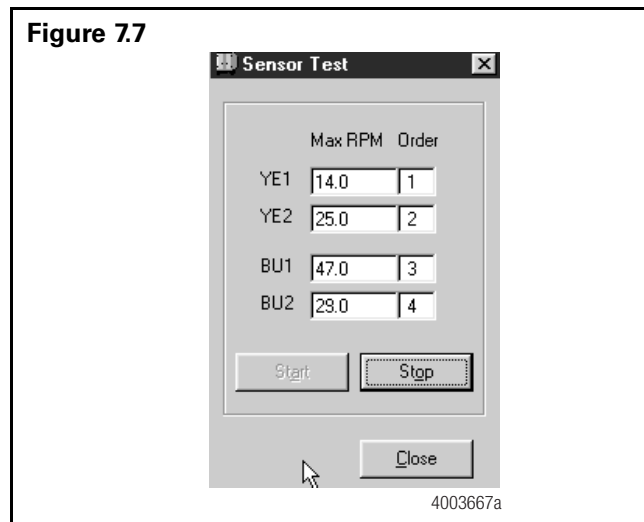 Figure 7.7
Sensor Test
Max RPM Order
YE1 14.0 1
YE2 25.0 2
BU1 47.0 3
BU2 29.0 4
Start Stop
Close
4003667a